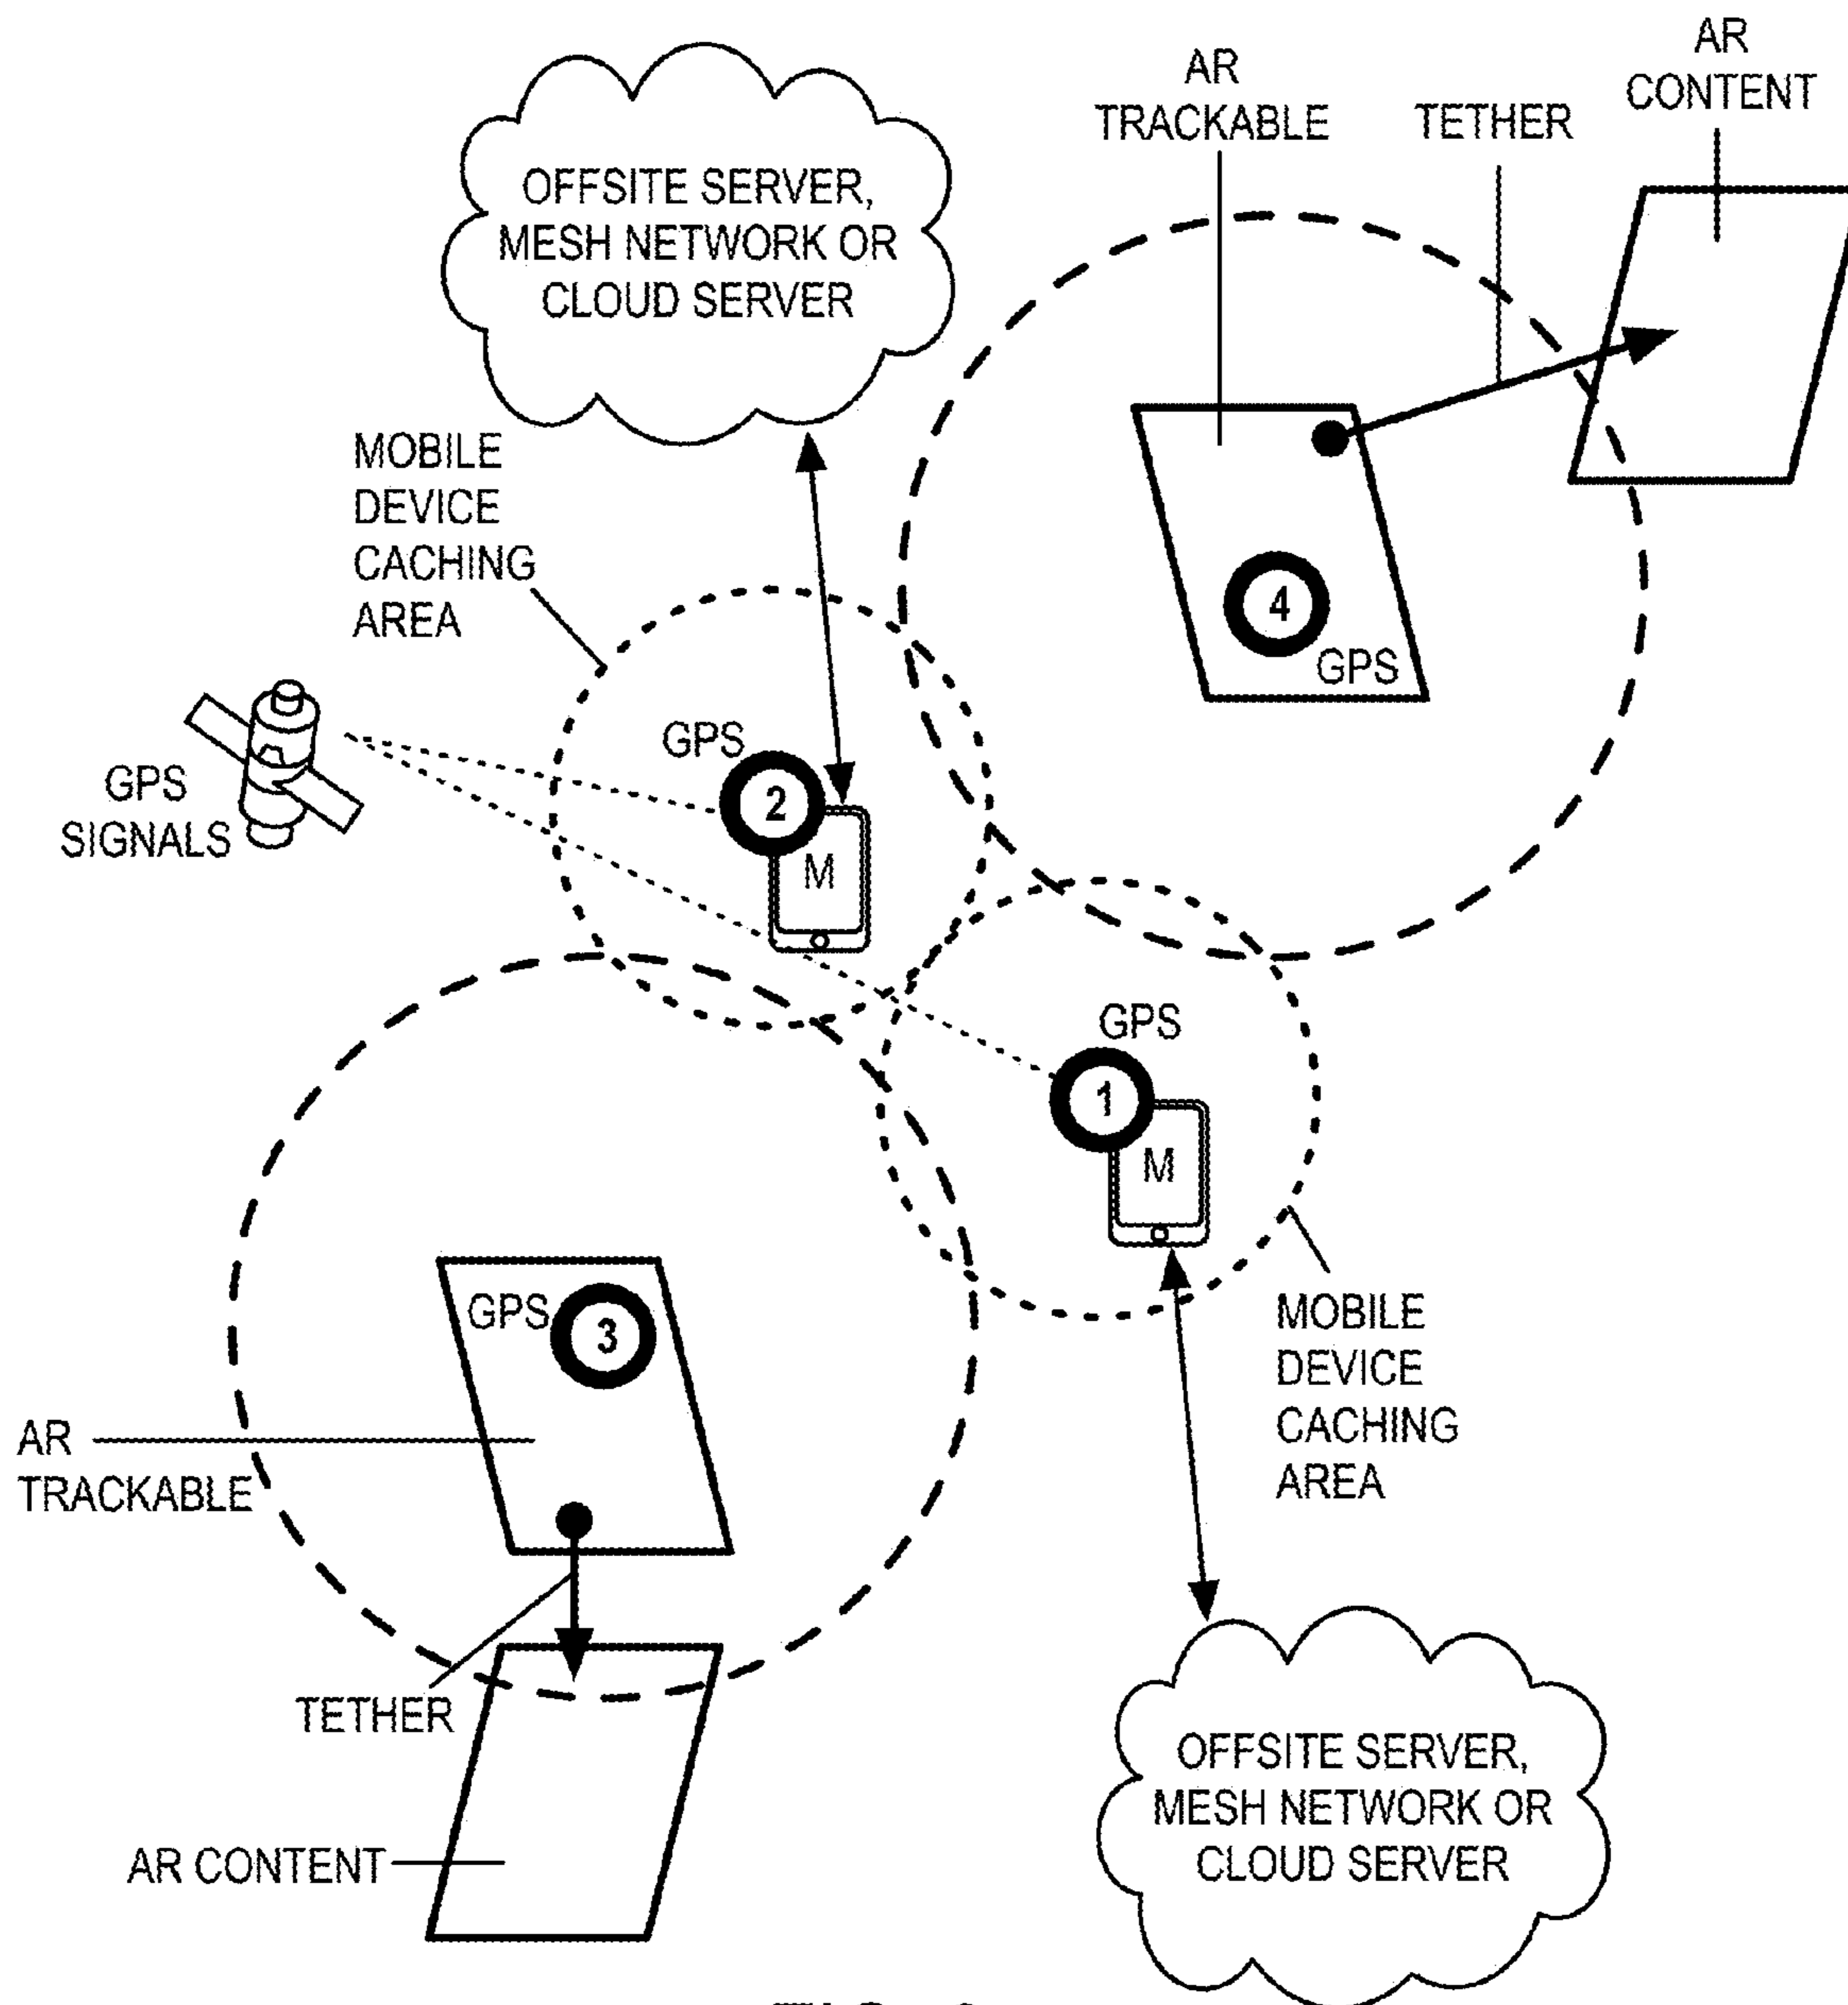 AR
CONTENT
AR
TRACKABLE
TETHER
OFFSITE SERVER,
MESH NETWORK OR
CLOUD SERVER
MOBILE
DEVICE
CACHING
AREA
4
GPS
GPS
2
M
GPS
SIGNALS
GPS
1
M
GPS
3
MOBILE
DEVICE
CACHING
AREA
AR
TRACKABLE
TETHER
OFFSITE SERVER,
MESH NETWORK OR
CLOUD SERVER
AR CONTENT